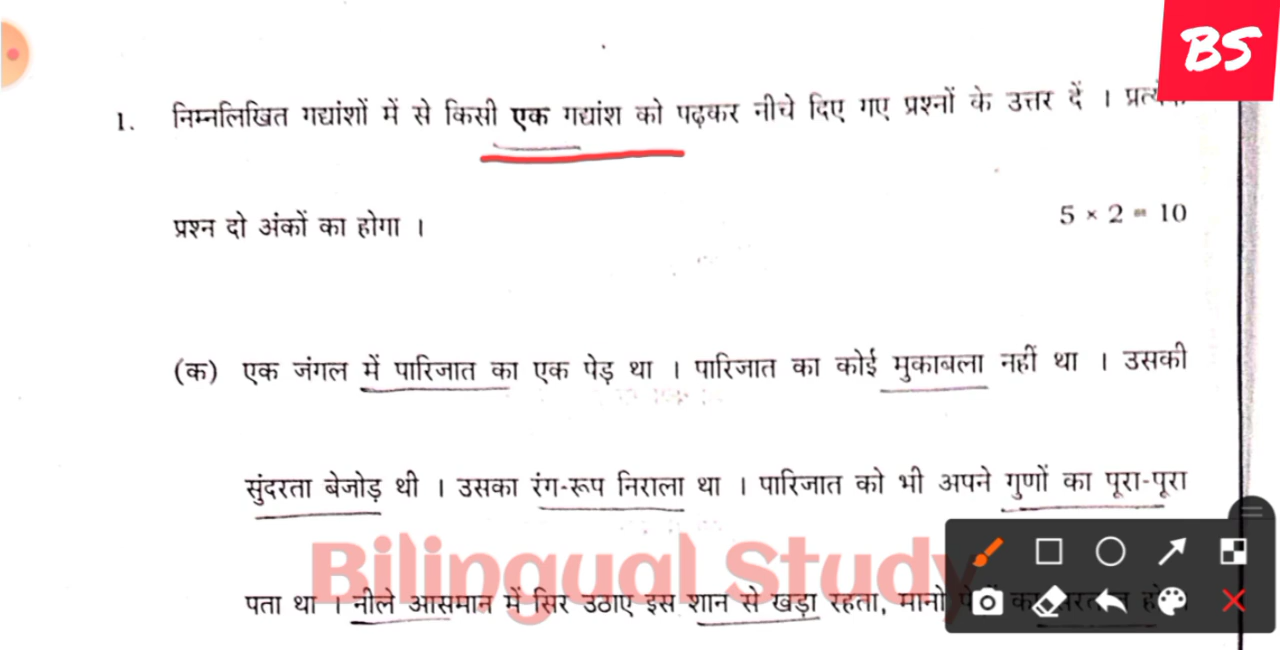 BS
1. निम्नलिखित गद्यांशों में से किसी एक गद्यांश को पढ़कर नीचे दिए गए प्रश्नों के उत्तर दें ।
प्रश्न दो अंकों का होगा ।
5 × 2 = 10
(क) एक जंगल में पारिजात का एक पेड़ था । पारिजात का कोई मुकाबला नहीं था । उसकी
सुंदरता बेजोड़ थी । उसका रंग-रूप निराला था । पारिजात को भी अपने गुणों का पूरा-पूरा
पता था । नीले आसमान में सिर उठाए इस शान से खड़ा रहता, मानो का
Bilingual Study